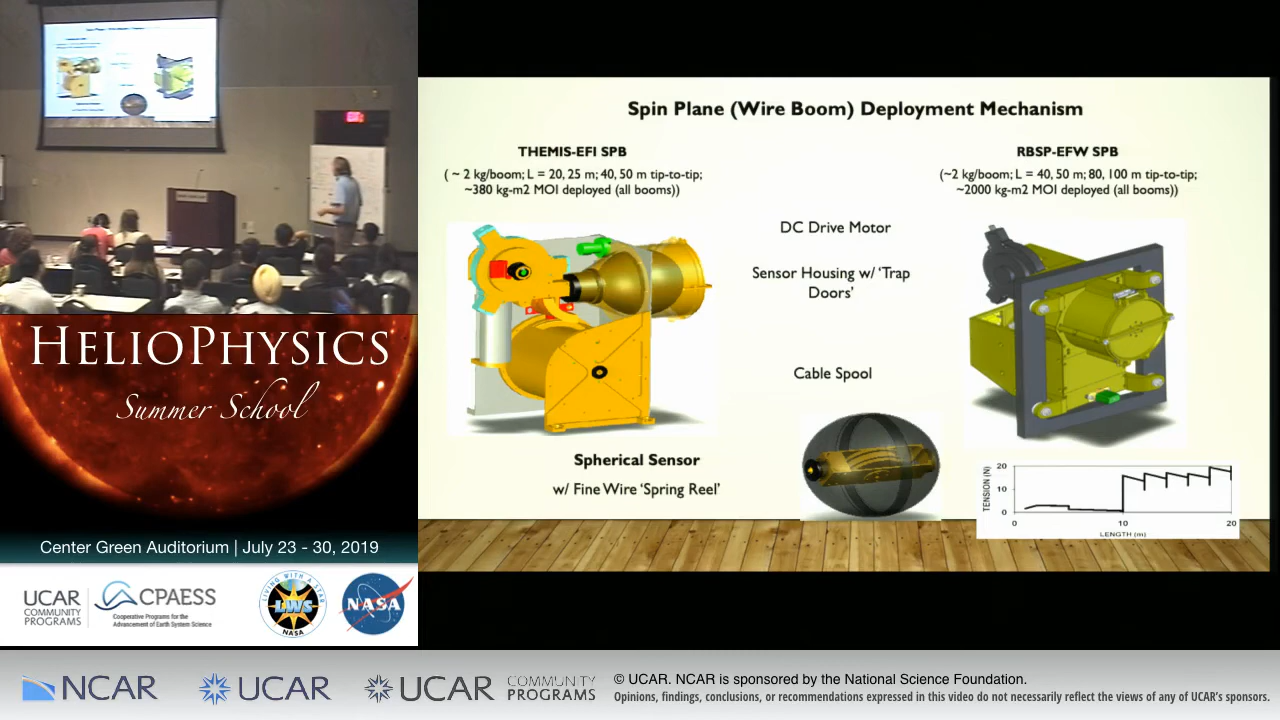 Spin Plane (Wire Boom) Deployment Mechanism
THEMIS-EFI SPB
( ~ 2 kg/boom; L = 20, 25 m; 40, 50 m tip-to-tip;
~380 kg-m2 MOI deployed (all booms))
RBSP-EFW SPB
(~2 kg/boom; L = 40, 50 m; 80, 100 m tip-to-tip;
~2000 kg-m2 MOI deployed (all booms))
DC Drive Motor
Sensor Housing w/ ‘Trap
Doors’
Cable Spool
Spherical Sensor
w/ Fine Wire ‘Spring Reel’
TENSION (N)
20
10
0
0
10
20
LENGTH (m)
HELIOPHYSICS
Summer School
Center Green Auditorium | July 23 - 30, 2019
UCAR
COMMUNITY
PROGRAMS
CPAESS
Cooperative Programs for the
Advancement of Earth System Science
LIVING WITH A STAR
LWS
NASA
NASA
NCAR
UCAR
UCAR
COMMUNITY
PROGRAMS
© UCAR. NCAR is sponsored by the National Science Foundation.
Opinions, findings, conclusions, or recommendations expressed in this video do not necessarily reflect the views of any of UCAR's sponsors.